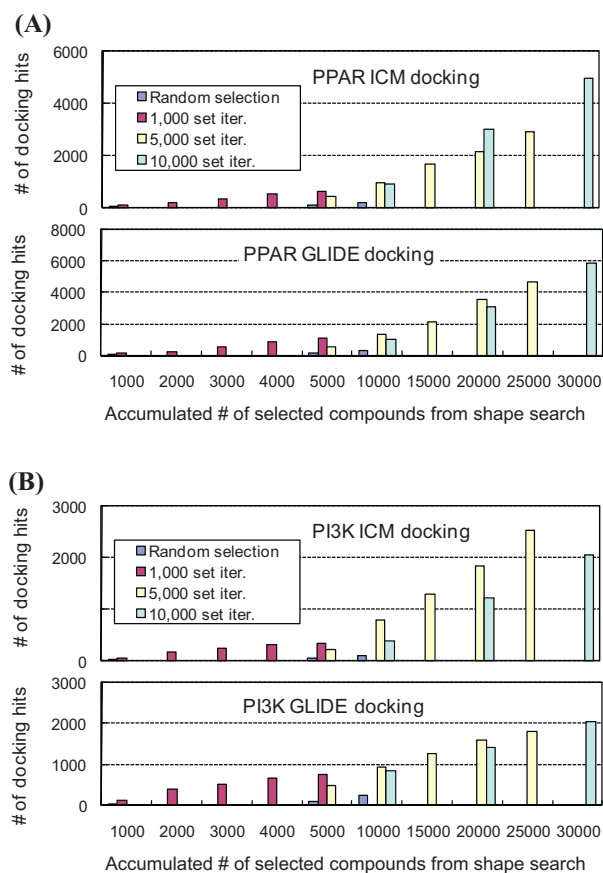 (A)
# of docking hits
6000
4000
2000
0
PPAR ICM docking
Random selection
1,000 set iter.
5,000 set iter.
10,000 set iter.
# of docking hits
8000
6000
4000
2000
0
PPAR GLIDE docking
1000 2000 3000 4000 5000 10000 15000 20000 25000 30000
Accumulated # of selected compounds from shape search
(B)
# of docking hits
3000
2000
0
PI3K ICM docking
Random selection
1,000 set iter.
5,000 set iter.
10,000 set iter.
# of docking hits
3000
2000
1000
0
PI3K GLIDE docking
1000 2000 3000 4000 5000 10000 15000 20000 25000 30000
Accumulated # of selected compounds from shape search